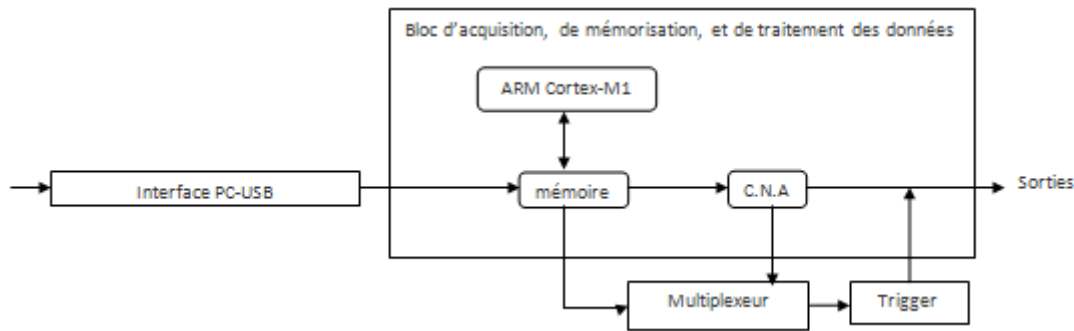 Bloc d'acquisition, de mémorisation, et de traitement des données
ARM Cortex-M1
Interface PC-USB
mémoire
C.N.A
Sorties
Multiplexeur
Trigger